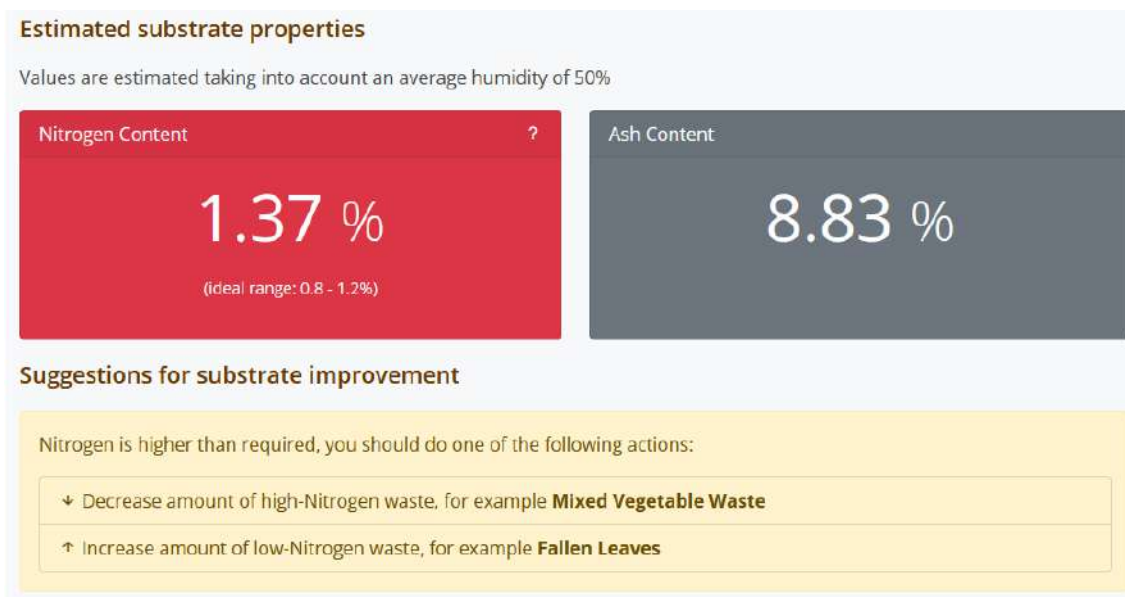 Estimated substrate properties
Values are estimated taking into account an average humidity of 50%
Nitrogen Content ?
Ash Content
1.37 %
8.83 %
(ideal range: 0.8 - 1.2%)
Suggestions for substrate improvement
Nitrogen is higher than required, you should do one of the following actions:
↓ Decrease amount of high-Nitrogen waste, for example Mixed Vegetable Waste
↑ Increase amount of low-Nitrogen waste, for example Fallen Leaves